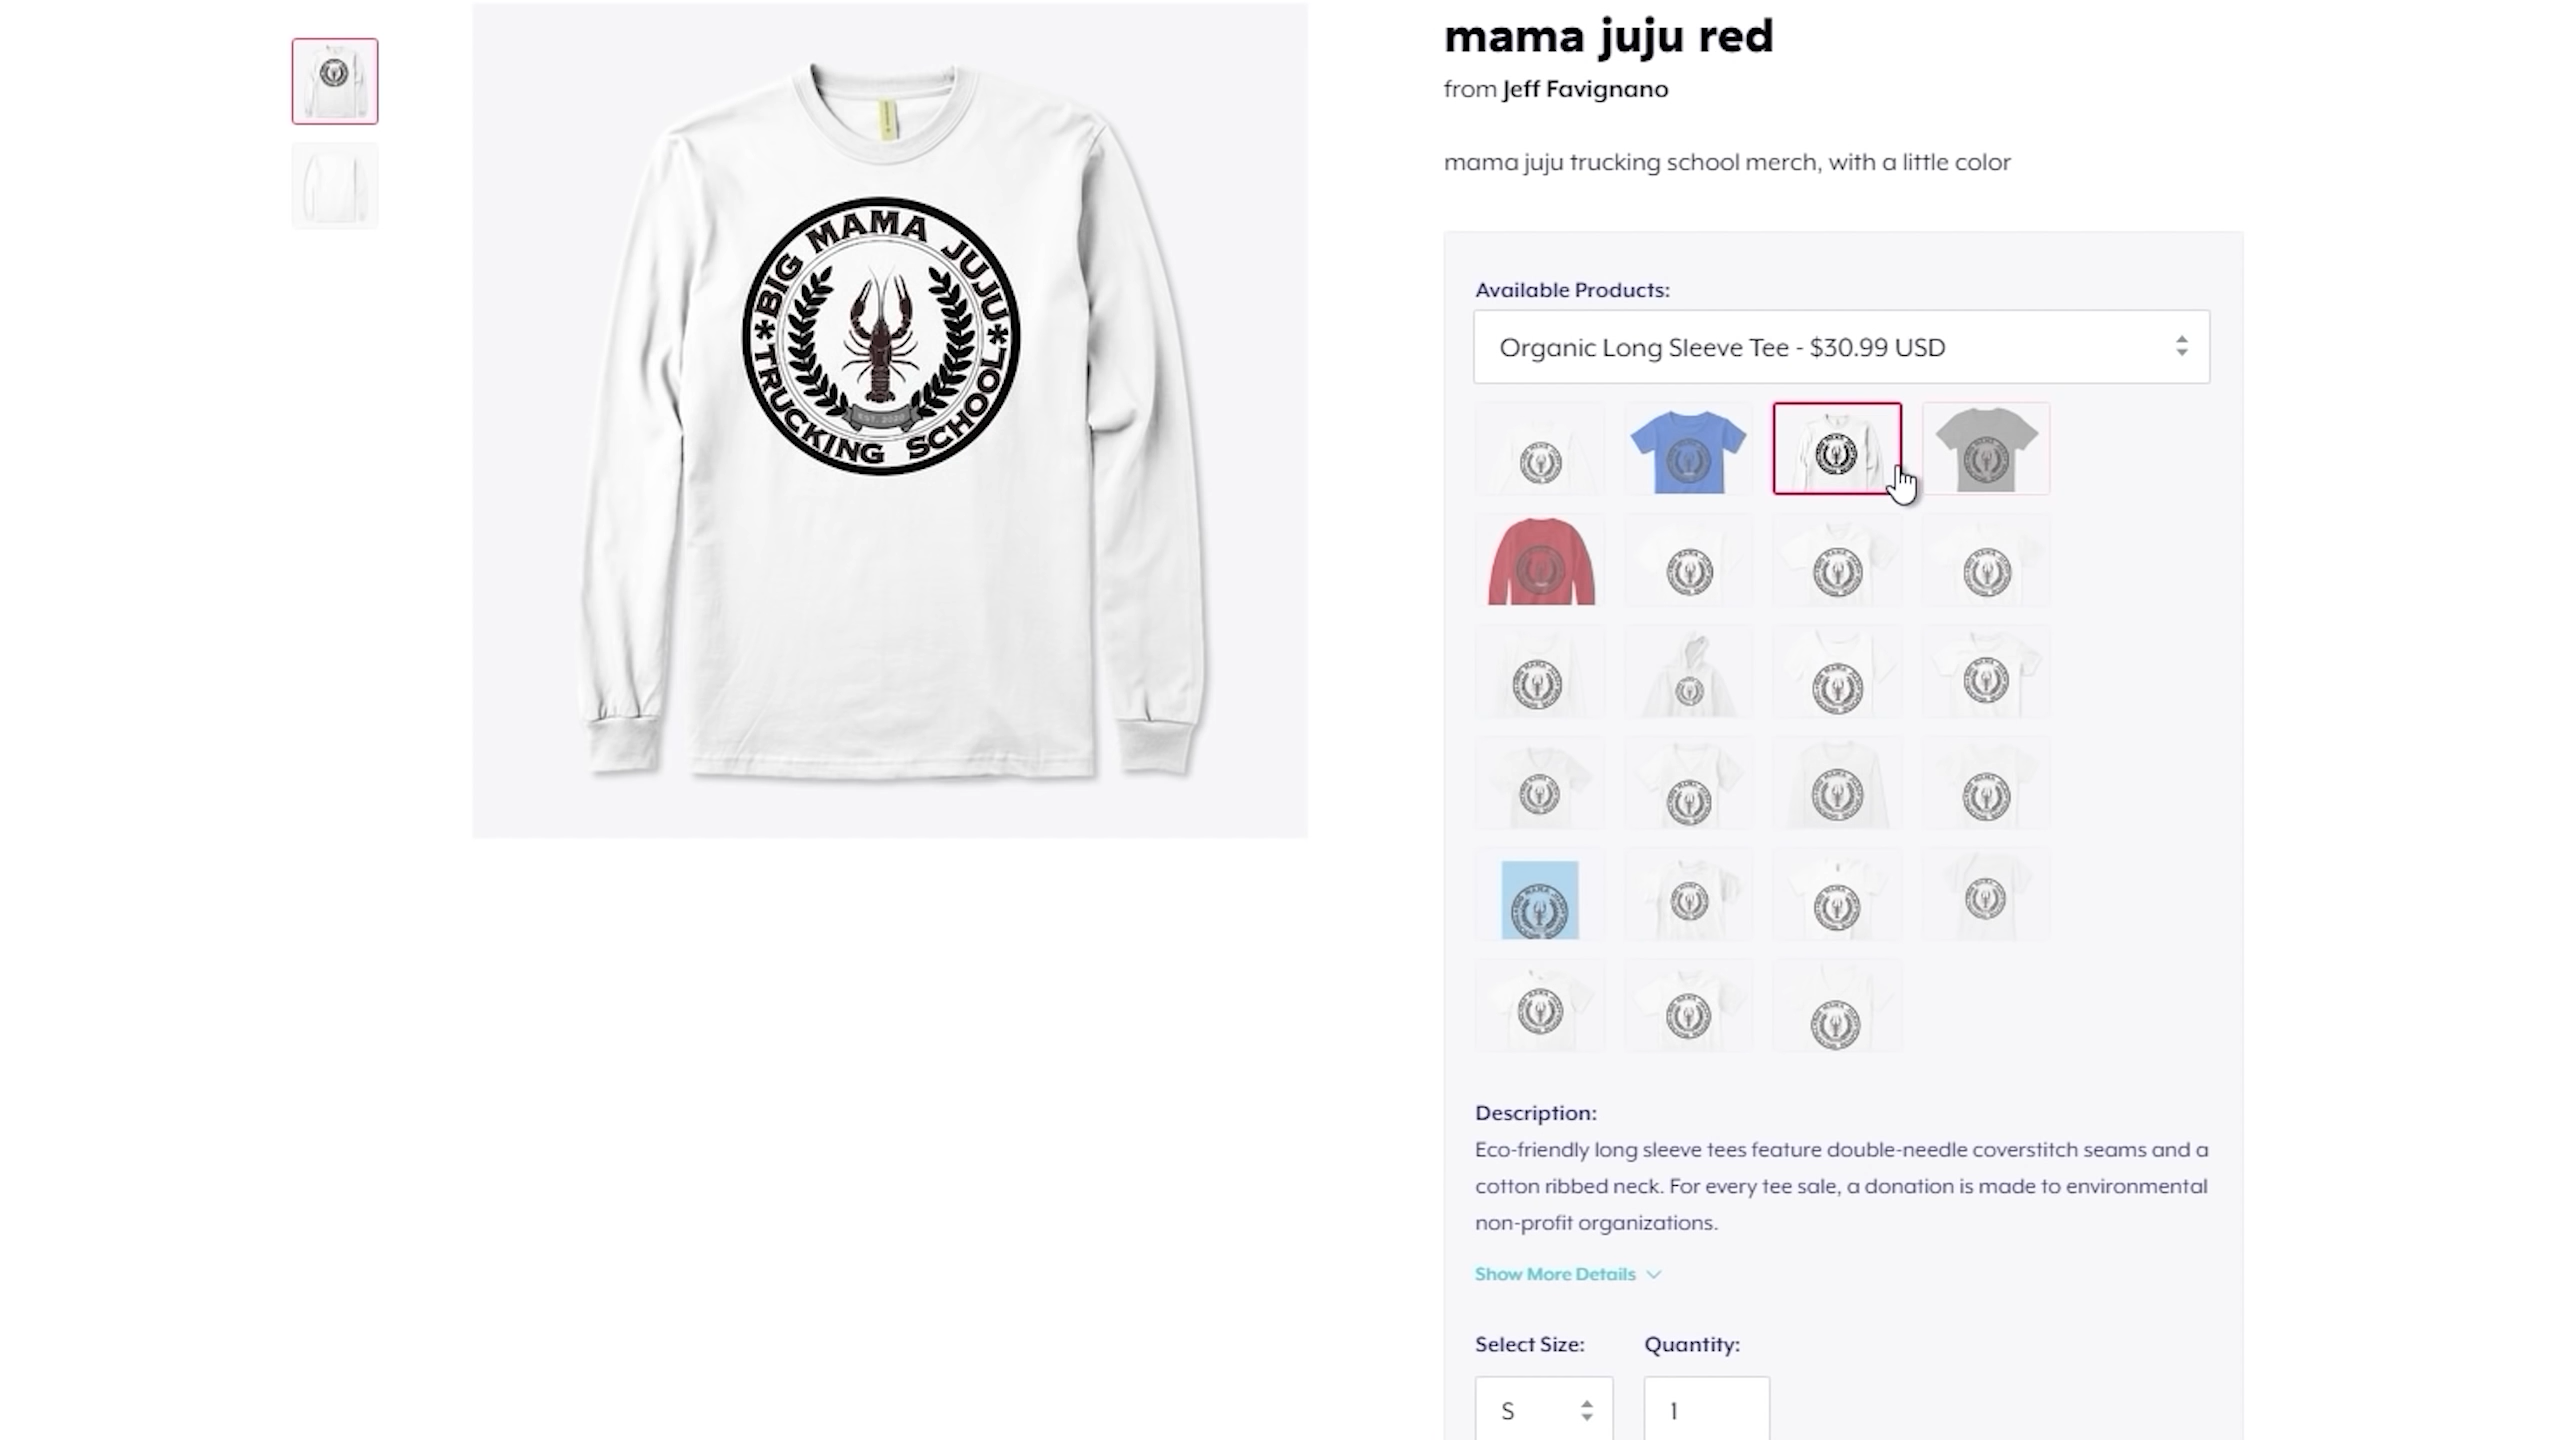 mama juju red
from Jeff Favignano
mama juju trucking school merch, with a little color
BIG MAMA JUJU
EST. 2020
* TRUCKING SCHOOL *
Available Products:
Organic Long Sleeve Tee - $30.99 USD
Description:
Eco-friendly long sleeve tees feature double-needle coverstitch seams and a
cotton ribbed neck. For every tee sale, a donation is made to environmental
non-profit organizations.
Show More Details
Select Size:
Quantity:
S
1